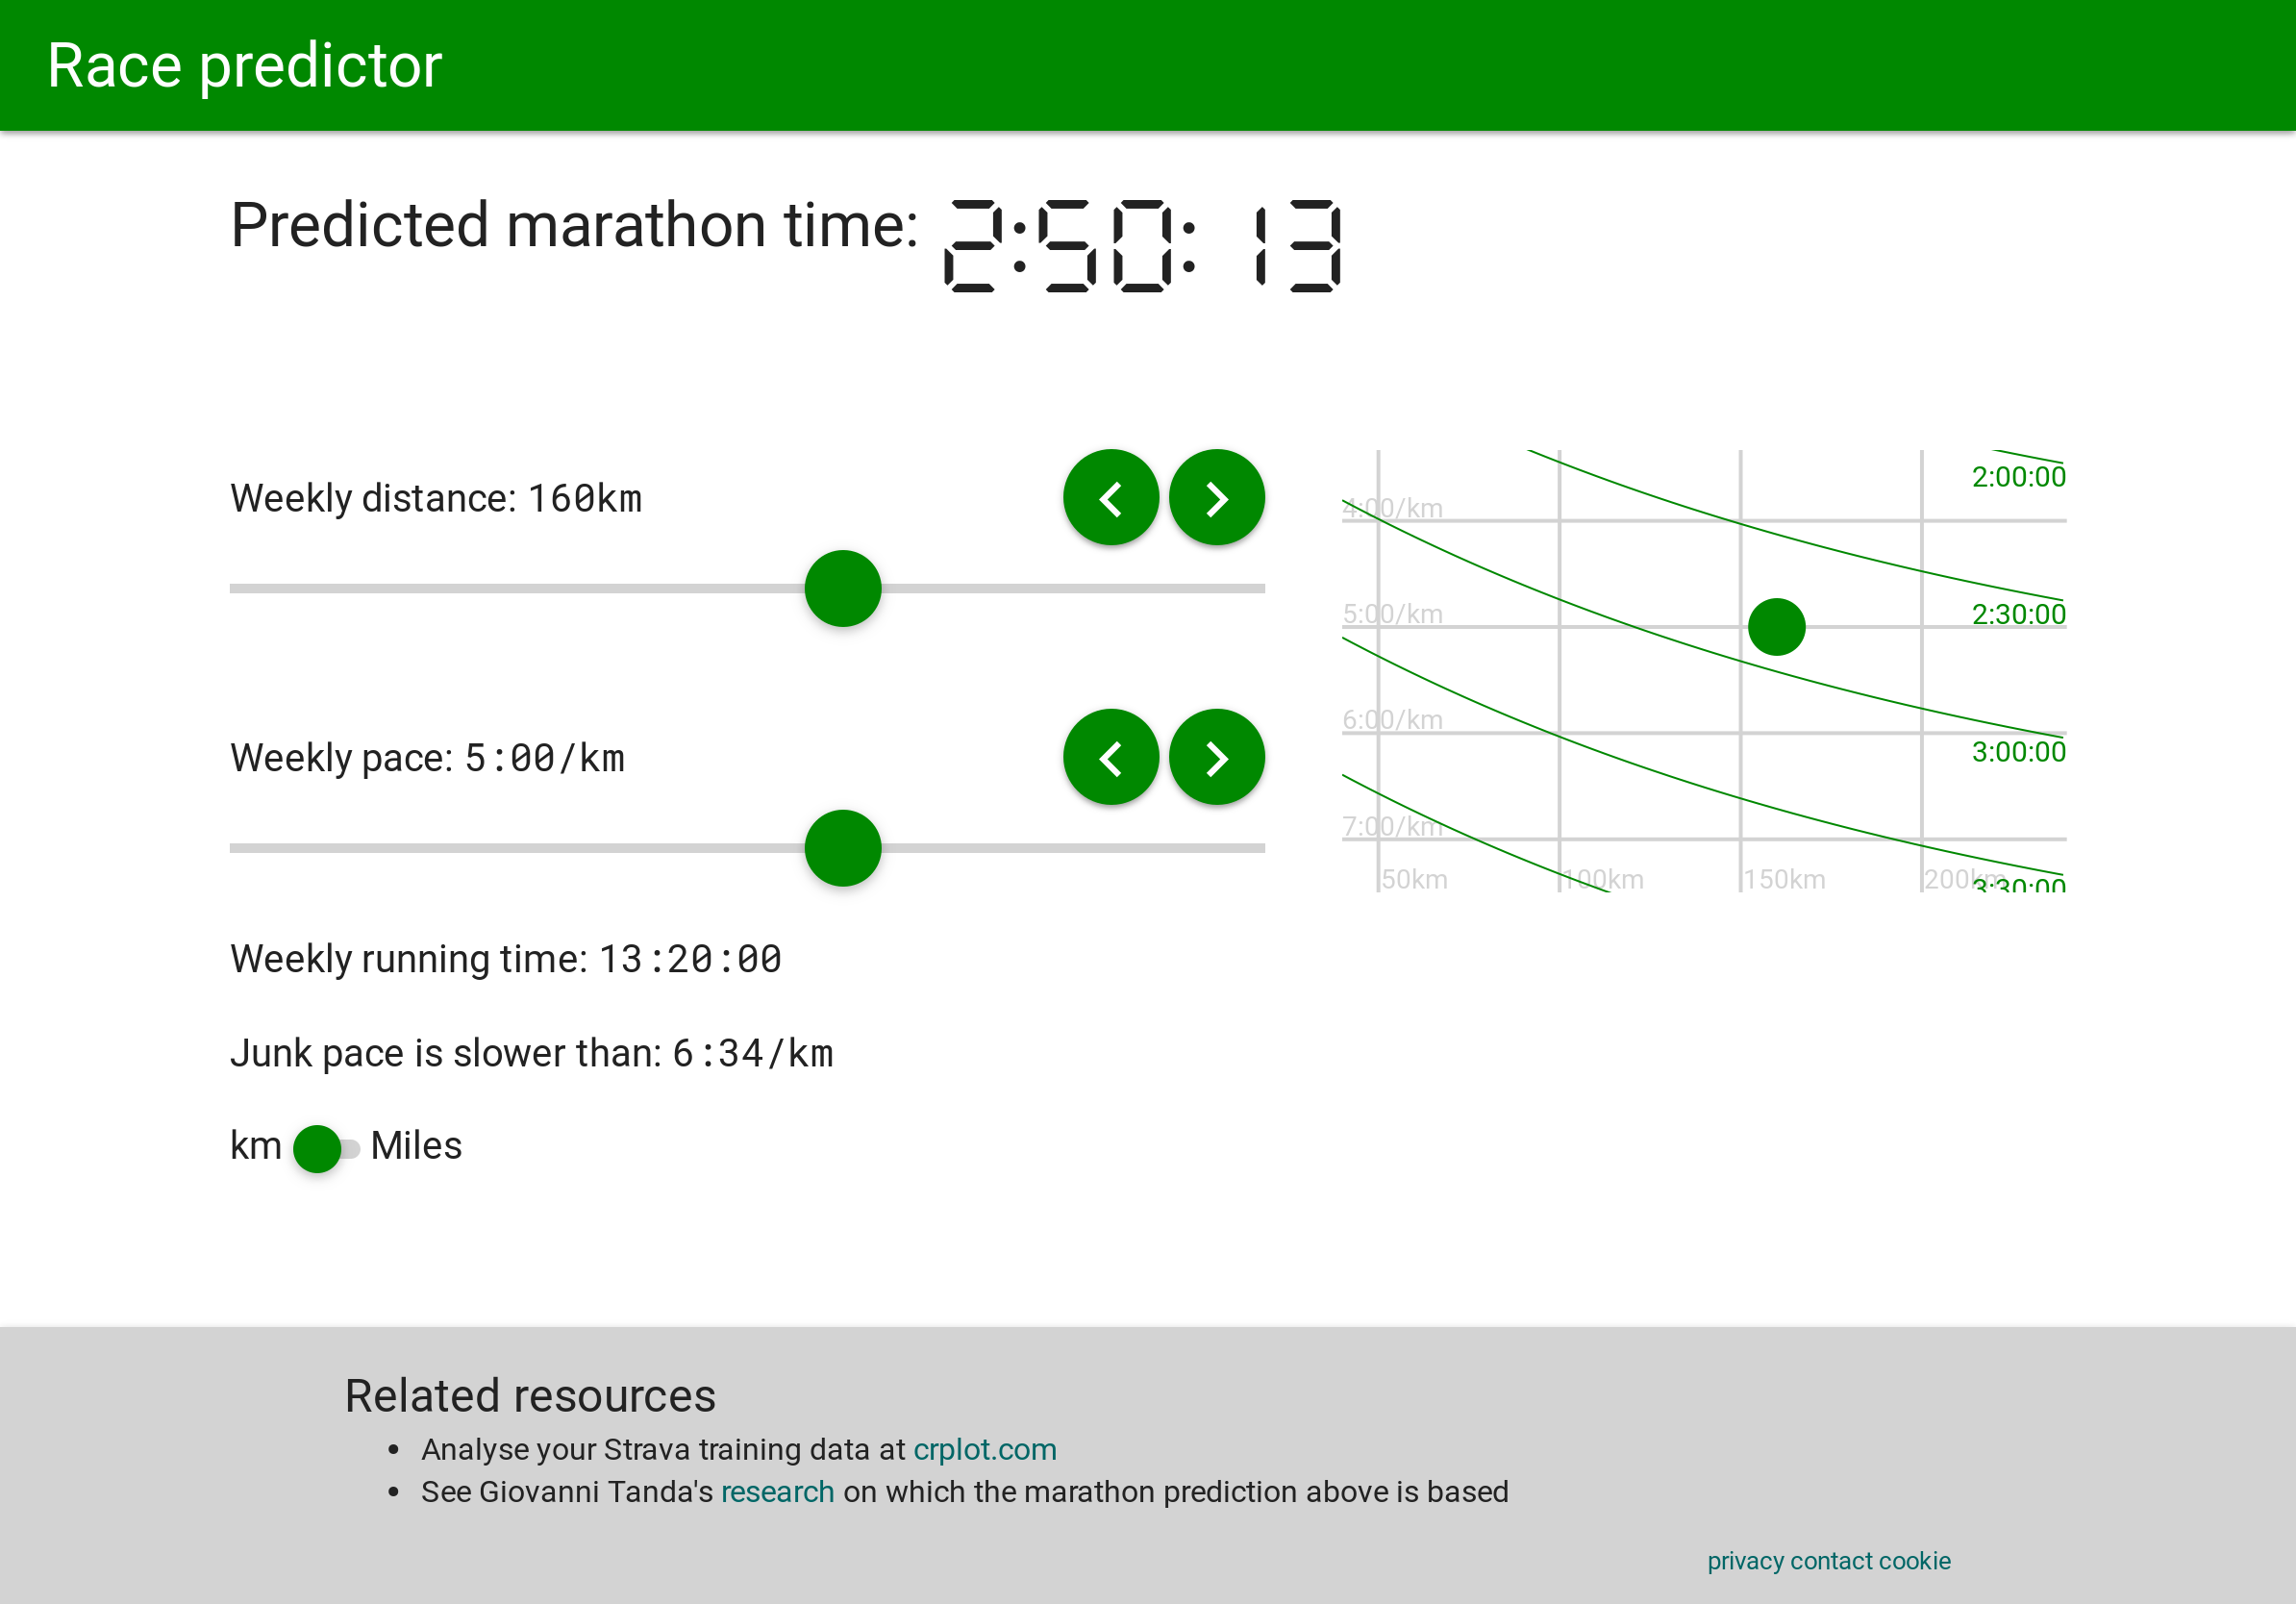 Race predictor
Predicted marathon time: 2:50:13
Weekly distance: 160km
Weekly pace: 5:00/km
Weekly running time: 13:20:00
Junk pace is slower than: 6:34/km
km Miles
2:00:00
4:00/km
5:00/km 2:30:00
6:00/km
3:00:00
7:00/km
50km 100km 150km 200km 3:30:00
Related resources
• Analyse your Strava training data at crplot.com
• See Giovanni Tanda's research on which the marathon prediction above is based
privacy contact cookie